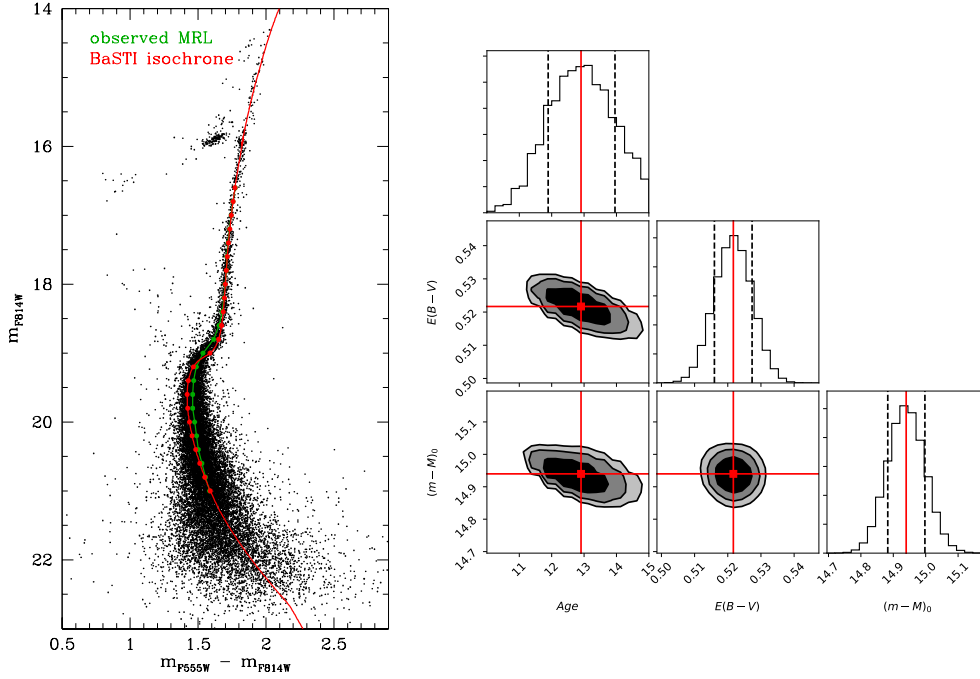 observed MRL
BaSTI isochrone
14
16
18
20
22
m_F814W
0.5 1 1.5 2 2.5
m_F555W − m_F814W
E(B − V)
0.54
0.53
0.52
0.51
0.50
(m − M)_0
15.1
15.0
14.9
14.8
14.7
11 12 13 14 15
Age
0.50 0.51 0.52 0.53 0.54
E(B − V)
14.7 14.8 14.9 15.0 15.1
(m − M)_0